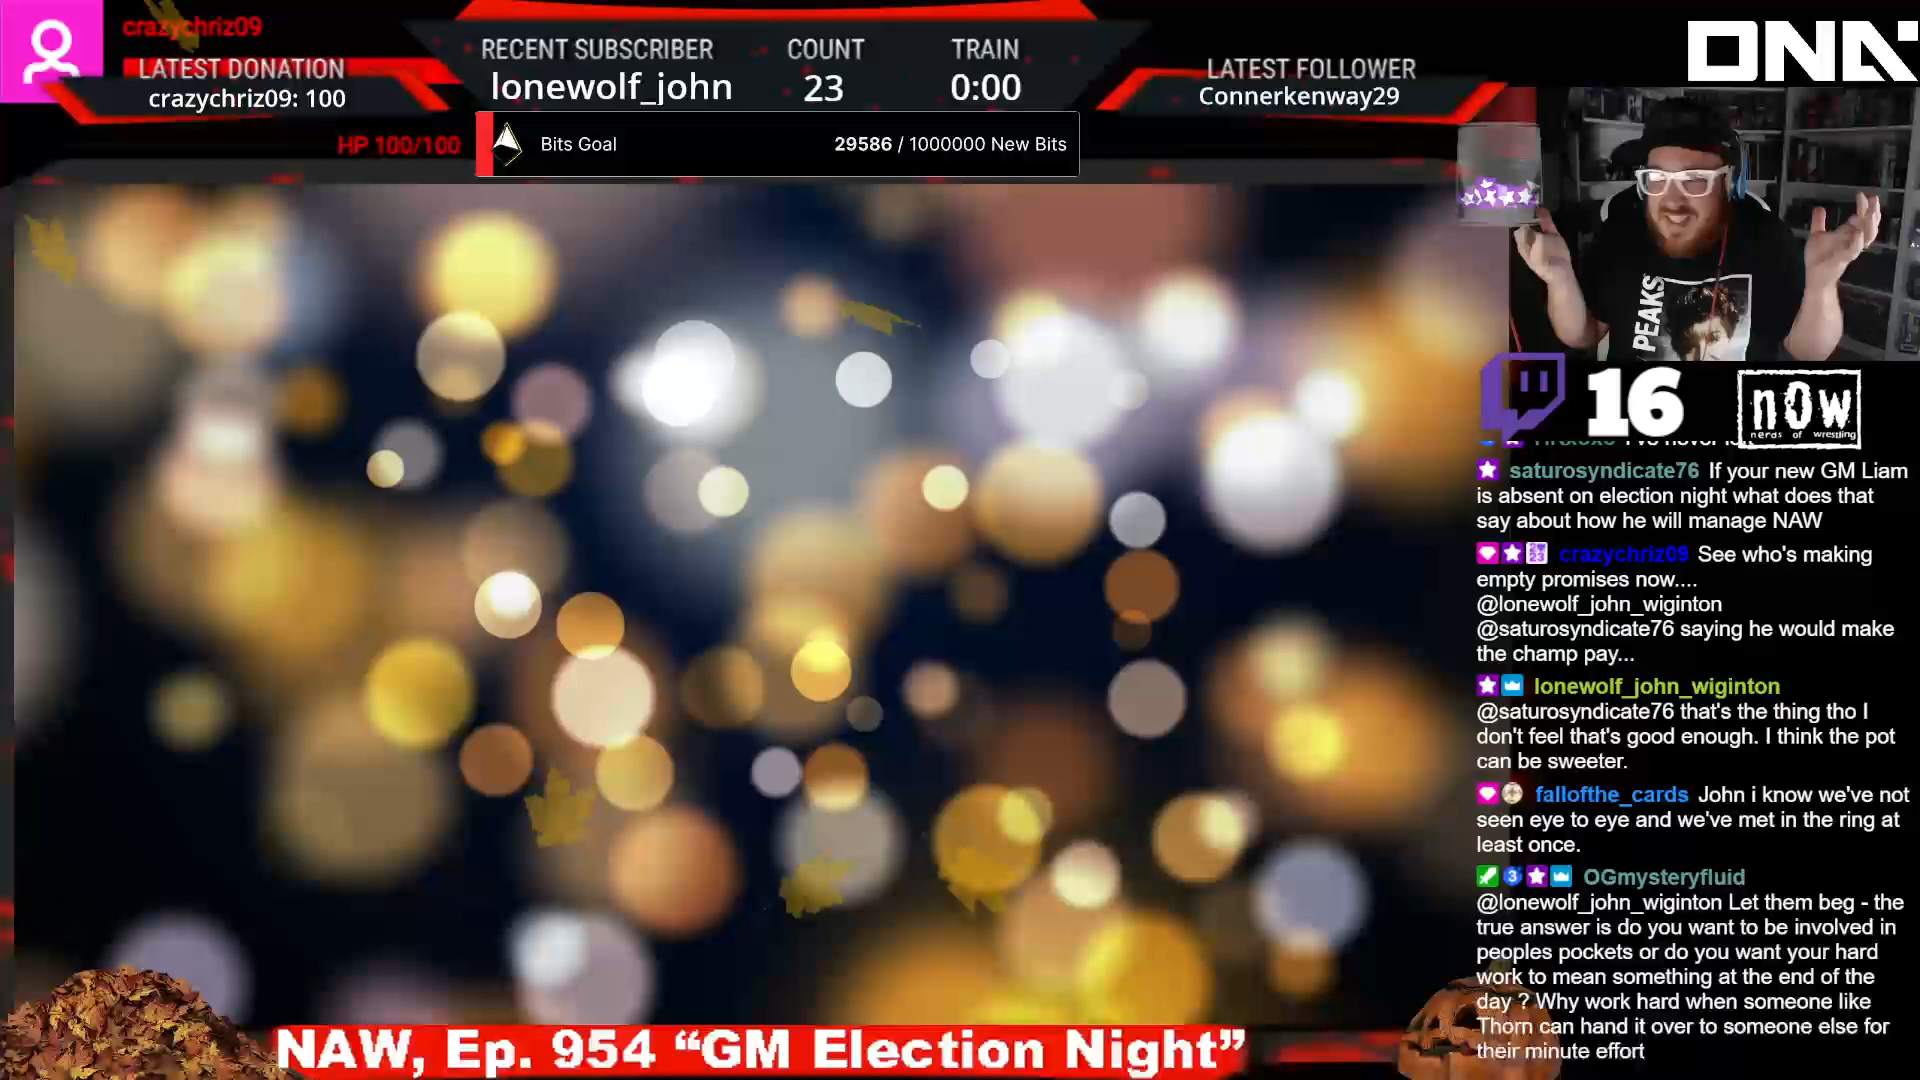 crazychriz09
LATEST DONATION
crazychriz09: 100
RECENT SUBSCRIBER
lonewolf_john
COUNT
23
TRAIN
0:00
LATEST FOLLOWER
Connerkenway29
DNA
HP 100/100
Bits Goal
29586 / 1000000 New Bits
PEAKS
16
nOw
nerds of wrestling
saturosyndicate76 If your new GM Liam
is absent on election night what does that
say about how he will manage NAW
crazychriz09 See who's making
empty promises now....
@lonewolf_john_wiginton
@saturosyndicate76 saying he would make
the champ pay...
lonewolf_john_wiginton
@saturosyndicate76 that's the thing tho I
don't feel that's good enough. I think the pot
can be sweeter.
fallofthe_cards John i know we've not
seen eye to eye and we've met in the ring at
least once.
3 OGmysteryfluid
@lonewolf_john_wiginton Let them beg - the
true answer is do you want to be involved in
peoples pockets or do you want your hard
work to mean something at the end of the
day ? Why work hard when someone like
Thorn can hand it over to someone else for
their minute effort
NAW, Ep. 954 “GM Election Night”